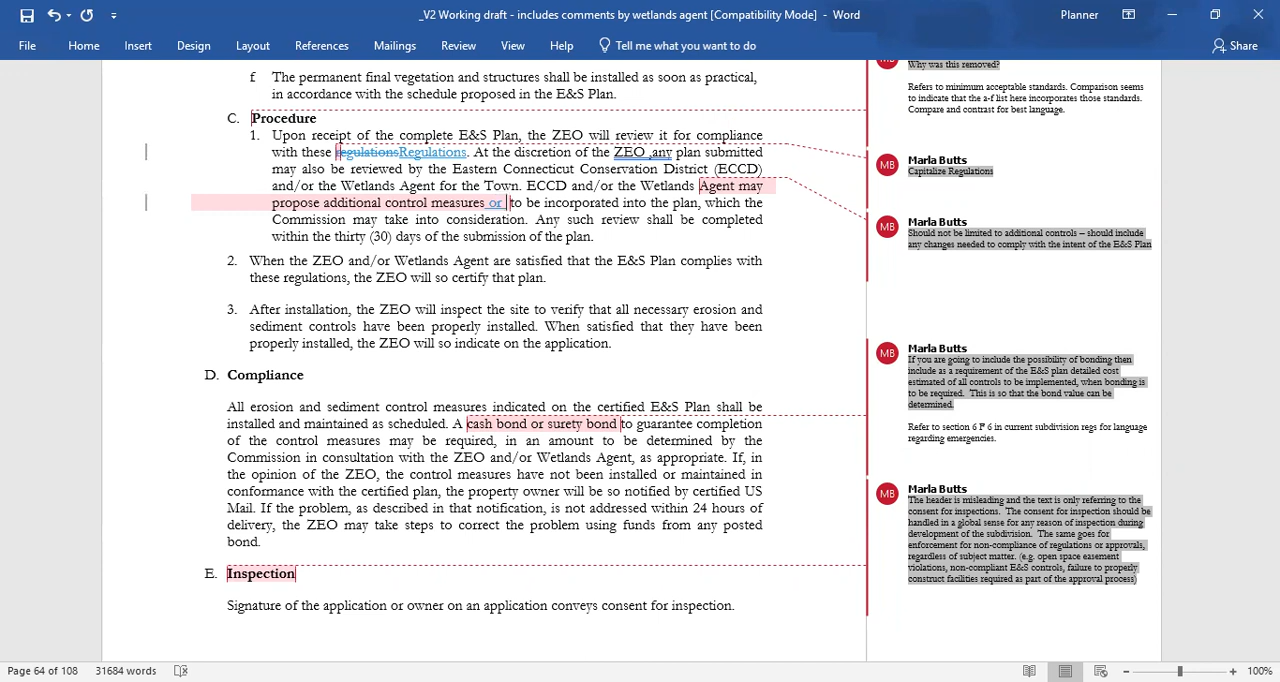 _V2 Working draft - includes comments by wetlands agent [Compatibility Mode] - Word
Planner
File Home Insert Design Layout References Mailings Review View Help Tell me what you want to do Share
f The permanent final vegetation and structures shall be installed as soon as practical,
in accordance with the schedule proposed in the E&S Plan.
C. Procedure
1. Upon receipt of the complete E&S Plan, the ZEO will review it for compliance
with these regulationsRegulations. At the discretion of the ZEO ,any plan submitted
may also be reviewed by the Eastern Connecticut Conservation District (ECCD)
and/or the Wetlands Agent for the Town. ECCD and/or the Wetlands Agent may
propose additional control measures or to be incorporated into the plan, which the
Commission may take into consideration. Any such review shall be completed
within the thirty (30) days of the submission of the plan.
2. When the ZEO and/or Wetlands Agent are satisfied that the E&S Plan complies with
these regulations, the ZEO will so certify that plan.
3. After installation, the ZEO will inspect the site to verify that all necessary erosion and
sediment controls have been properly installed. When satisfied that they have been
properly installed, the ZEO will so indicate on the application.
D. Compliance
All erosion and sediment control measures indicated on the certified E&S Plan shall be
installed and maintained as scheduled. A cash bond or surety bond to guarantee completion
of the control measures may be required, in an amount to be determined by the
Commission in consultation with the ZEO and/or Wetlands Agent, as appropriate. If, in
the opinion of the ZEO, the control measures have not been installed or maintained in
conformance with the certified plan, the property owner will be so notified by certified US
Mail. If the problem, as described in that notification, is not addressed within 24 hours of
delivery, the ZEO may take steps to correct the problem using funds from any posted
bond.
E. Inspection
Signature of the application or owner on an application conveys consent for inspection.
MB
Why was this removed?
Refers to minimum acceptable standards. Comparison seems
to indicate that the a-f list here incorporates those standards.
Compare and contrast for best language.
MB Marla Butts
Capitalize Regulations
MB Marla Butts
Should not be limited to additional controls – should include
any changes needed to comply with the intent of the E&S Plan
MB Marla Butts
If you are going to include the possibility of bonding then
include as a requirement of the E&S plan detailed cost
estimated of all controls to be implemented, when bonding is
to be required. This is so that the bond value can be
determined.
Refer to section 6 F 6 in current subdivision regs for language
regarding emergencies.
MB Marla Butts
The header is misleading and the text is only referring to the
consent for inspections. The consent for inspection should be
handled in a global sense for any reason of inspection during
development of the subdivision. The same goes for
enforcement for non-compliance of regulations or approvals,
regardless of subject matter. (e.g. open space easement
violations, non-compliant E&S controls, failure to properly
construct facilities required as part of the approval process)
Page 64 of 108 31684 words
100%